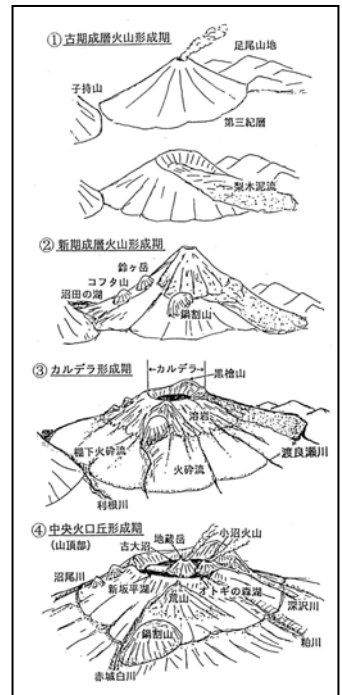 ① 古期成層火山形成期
足尾山地
子持山
第三紀層
梨木泥流
② 新期成層火山形成期
鈴ヶ岳
コフタ山
沼田の湖
鍋割山
③ カルデラ形成期
←カルデラ→
黒檜山
溶岩
棚下火砕流
火砕流
渡良瀬川
利根川
④ 中央火口丘形成期
(山頂部)
小沼火山
地蔵岳
古大沼
沼尾川
新坂平湖
オトギの森湖
荒山
深沢川
鍋割山
粕川
赤城白川